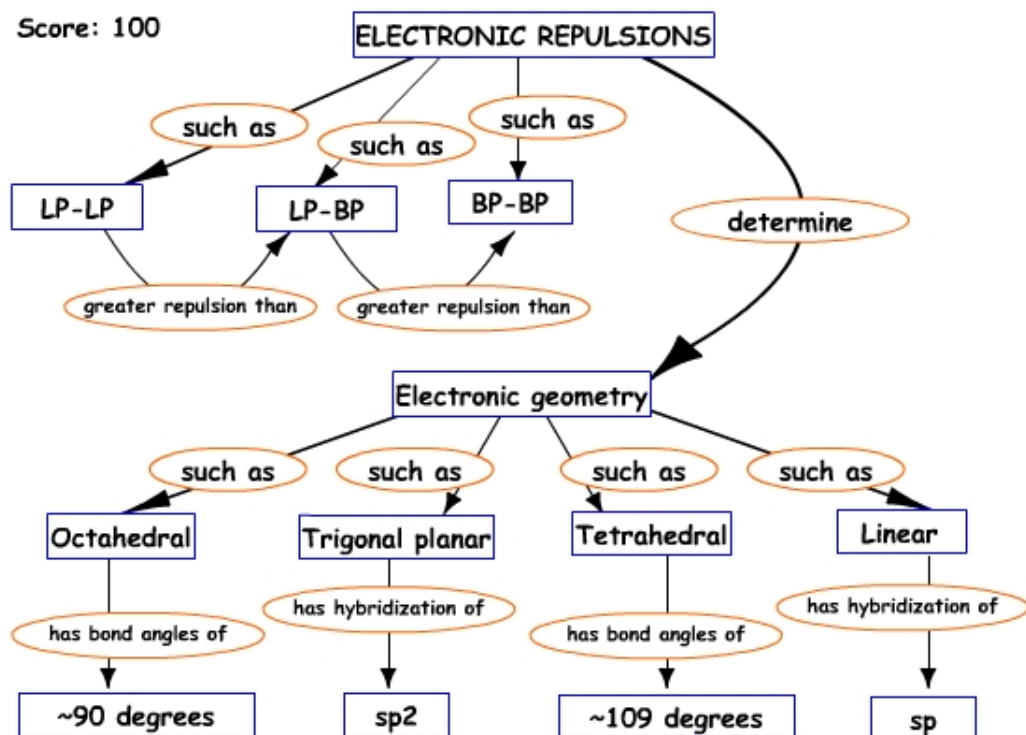 Score: 100
ELECTRONIC REPULSIONS
such as
such as
such as
LP-LP
LP-BP
BP-BP
determine
greater repulsion than
greater repulsion than
Electronic geometry
such as
such as
such as
such as
Octahedral
Trigonal planar
Tetrahedral
Linear
has bond angles of
has hybridization of
has bond angles of
has hybridization of
~90 degrees
sp2
~109 degrees
sp